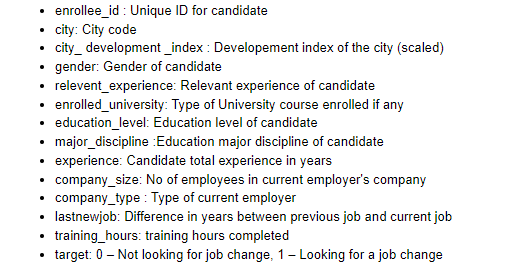 • enrollee_id : Unique ID for candidate
• city: City code
• city_ development _index : Developement index of the city (scaled)
• gender: Gender of candidate
• relevent_experience: Relevant experience of candidate
• enrolled_university: Type of University course enrolled if any
• education_level: Education level of candidate
• major_discipline :Education major discipline of candidate
• experience: Candidate total experience in years
• company_size: No of employees in current employer's company
• company_type : Type of current employer
• lastnewjob: Difference in years between previous job and current job
• training_hours: training hours completed
• target: 0 – Not looking for job change, 1 – Looking for a job change